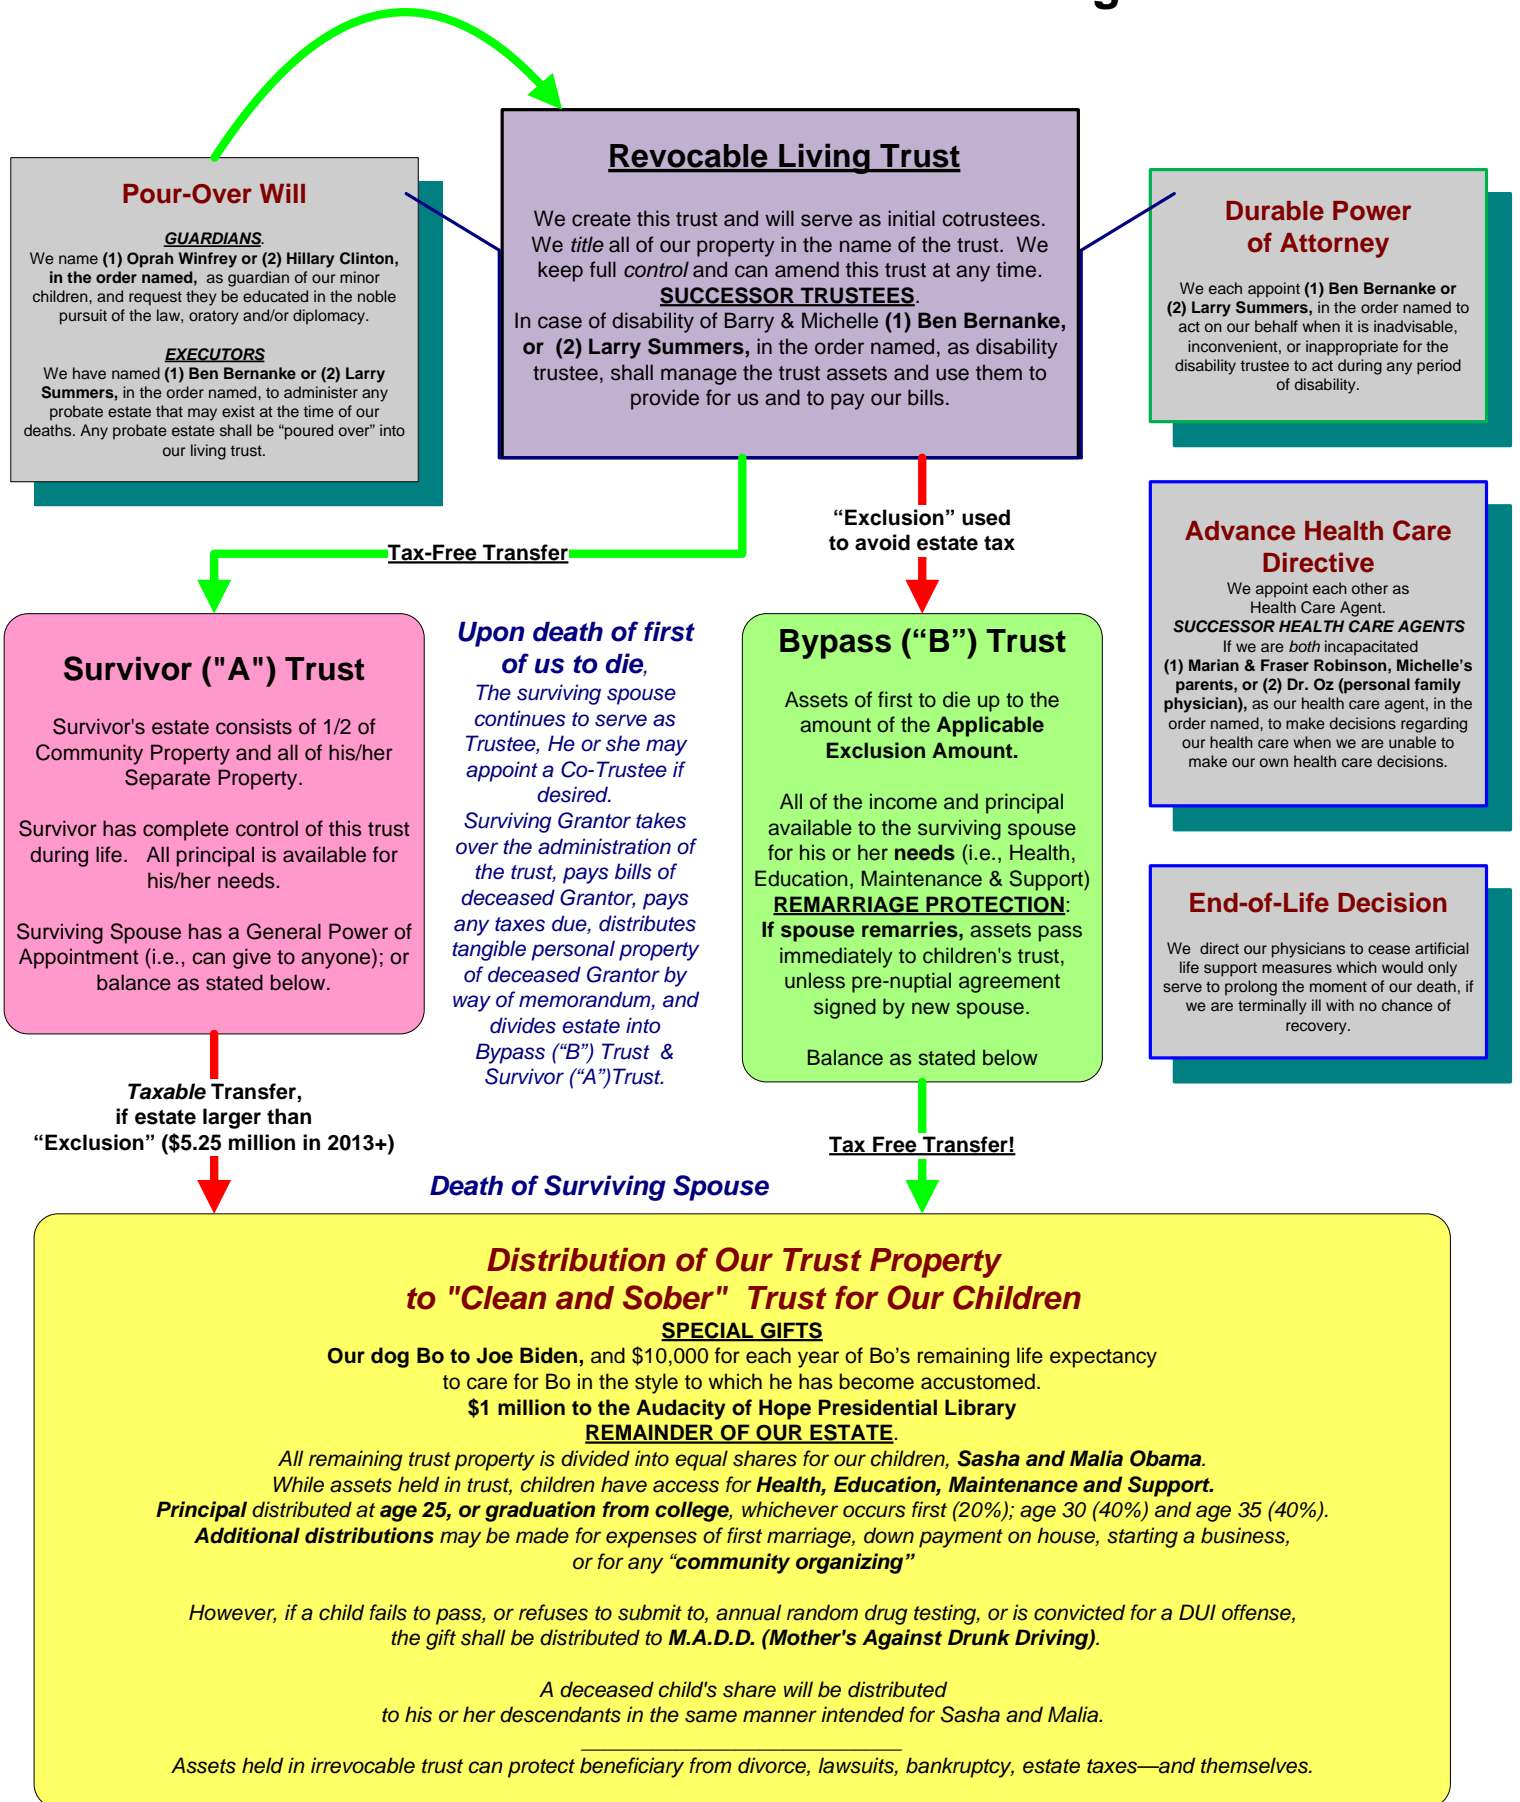 Revocable Living Trust
We create this trust and will serve as initial cotrustees.
We title all of our property in the name of the trust. We
keep full control and can amend this trust at any time.
SUCCESSOR TRUSTEES.
In case of disability of Barry & Michelle (1) Ben Bernanke,
or (2) Larry Summers, in the order named, as disability
trustee, shall manage the trust assets and use them to
provide for us and to pay our bills.
Pour-Over Will
GUARDIANS.
We name (1) Oprah Winfrey or (2) Hillary Clinton,
in the order named, as guardian of our minor
children, and request they be educated in the noble
pursuit of the law, oratory and/or diplomacy.
EXECUTORS
We have named (1) Ben Bernanke or (2) Larry
Summers, in the order named, to administer any
probate estate that may exist at the time of our
deaths. Any probate estate shall be “poured over” into
our living trust.
Durable Power
of Attorney
We each appoint (1) Ben Bernanke or
(2) Larry Summers, in the order named to
act on our behalf when it is inadvisable,
inconvenient, or inappropriate for the
disability trustee to act during any period
of disability.
Advance Health Care
Directive
We appoint each other as
Health Care Agent.
SUCCESSOR HEALTH CARE AGENTS
If we are both incapacitated
(1) Marian & Fraser Robinson, Michelle’s
parents, or (2) Dr. Oz (personal family
physician), as our health care agent, in the
order named, to make decisions regarding
our health care when we are unable to
make our own health care decisions.
End-of-Life Decision
We direct our physicians to cease artificial
life support measures which would only
serve to prolong the moment of our death, if
we are terminally ill with no chance of
recovery.
Tax-Free Transfer
“Exclusion” used
to avoid estate tax
Survivor ("A") Trust
Survivor's estate consists of 1/2 of
Community Property and all of his/her
Separate Property.
Survivor has complete control of this trust
during life. All principal is available for
his/her needs.
Surviving Spouse has a General Power of
Appointment (i.e., can give to anyone); or
balance as stated below.
Upon death of first
of us to die,
The surviving spouse
continues to serve as
Trustee, He or she may
appoint a Co-Trustee if
desired.
Surviving Grantor takes
over the administration of
the trust, pays bills of
deceased Grantor, pays
any taxes due, distributes
tangible personal property
of deceased Grantor by
way of memorandum, and
divides estate into
Bypass (“B”) Trust &
Survivor (“A”)Trust.
Bypass (“B”) Trust
Assets of first to die up to the
amount of the Applicable
Exclusion Amount.
All of the income and principal
available to the surviving spouse
for his or her needs (i.e., Health,
Education, Maintenance & Support)
REMARRIAGE PROTECTION:
If spouse remarries, assets pass
immediately to children's trust,
unless pre-nuptial agreement
signed by new spouse.
Balance as stated below
Taxable Transfer,
if estate larger than
“Exclusion” ($5.25 million in 2013+)
Tax Free Transfer!
Death of Surviving Spouse
Distribution of Our Trust Property
to "Clean and Sober" Trust for Our Children
SPECIAL GIFTS
Our dog Bo to Joe Biden, and $10,000 for each year of Bo’s remaining life expectancy
to care for Bo in the style to which he has become accustomed.
$1 million to the Audacity of Hope Presidential Library
REMAINDER OF OUR ESTATE.
All remaining trust property is divided into equal shares for our children, Sasha and Malia Obama.
While assets held in trust, children have access for Health, Education, Maintenance and Support.
Principal distributed at age 25, or graduation from college, whichever occurs first (20%); age 30 (40%) and age 35 (40%).
Additional distributions may be made for expenses of first marriage, down payment on house, starting a business,
or for any “community organizing”
However, if a child fails to pass, or refuses to submit to, annual random drug testing, or is convicted for a DUI offense,
the gift shall be distributed to M.A.D.D. (Mother's Against Drunk Driving).
A deceased child's share will be distributed
to his or her descendants in the same manner intended for Sasha and Malia.
Assets held in irrevocable trust can protect beneficiary from divorce, lawsuits, bankruptcy, estate taxes—and themselves.